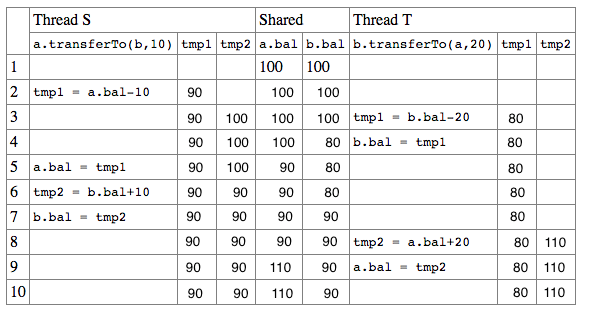 Thread S Shared Thread T
a.transferTo(b,10) tmp1 tmp2 a.bal b.bal b.transferTo(a,20) tmp1 tmp2
1 100 100
2 tmp1 = a.bal-10 90 100 100
3 90 100 100 100 tmp1 = b.bal-20 80
4 90 100 100 80 b.bal = tmp1 80
5 a.bal = tmp1 90 100 90 80 80
6 tmp2 = b.bal+10 90 90 90 80 80
7 b.bal = tmp2 90 90 90 90 80
8 90 90 90 90 tmp2 = a.bal+20 80 110
9 90 90 110 90 a.bal = tmp2 80 110
10 90 90 110 90 80 110